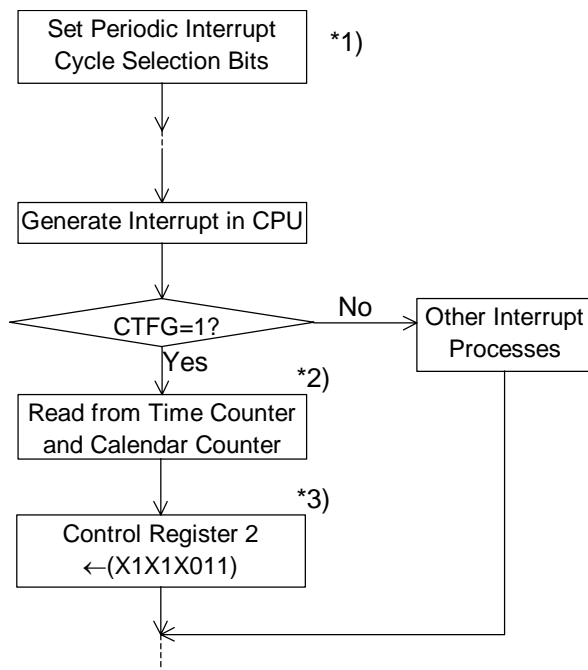 Set Periodic Interrupt
Cycle Selection Bits
*1)
Generate Interrupt in CPU
CTFG=1?
No
Other Interrupt
Processes
Yes
*2)
Read from Time Counter
and Calendar Counter
*3)
Control Register 2
←(X1X1X011)